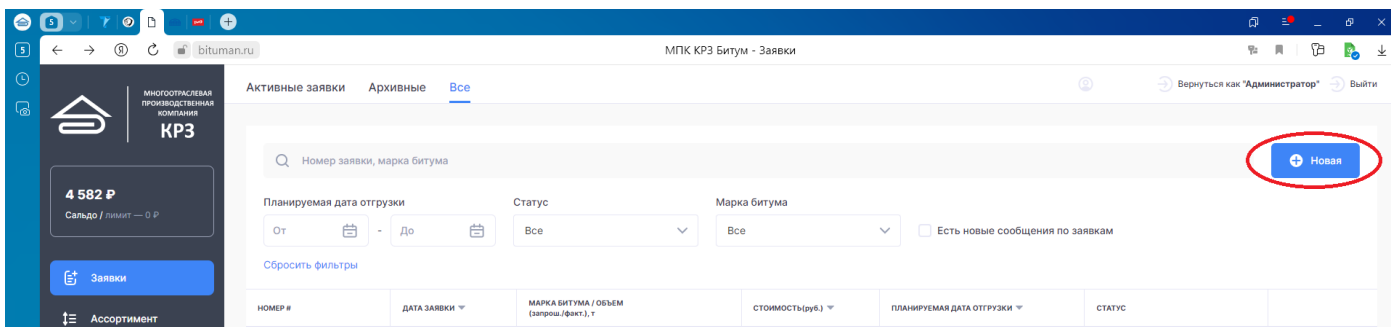 5
bituman.ru
МПК КРЗ Битум - Заявки
5
МНОГООТРАСЛЕВАЯ
ПРОИЗВОДСТВЕННАЯ
КОМПАНИЯ
КРЗ
Активные заявки Архивные Все
Вернуться как "Администратор" Выйти
Номер заявки, марка битума
Новая
4 582 ₽
Сальдо / лимит — 0 ₽
Планируемая дата отгрузки Статус Марка битума
От - До Все Все Есть новые сообщения по заявкам
Сбросить фильтры
Заявки
Ассортимент
НОМЕР # ДАТА ЗАЯВКИ МАРКА БИТУМА / ОБЪЕМ СТОИМОСТЬ(руб.) ПЛАНИРУЕМАЯ ДАТА ОТГРУЗКИ СТАТУС
(запрош./факт.), т